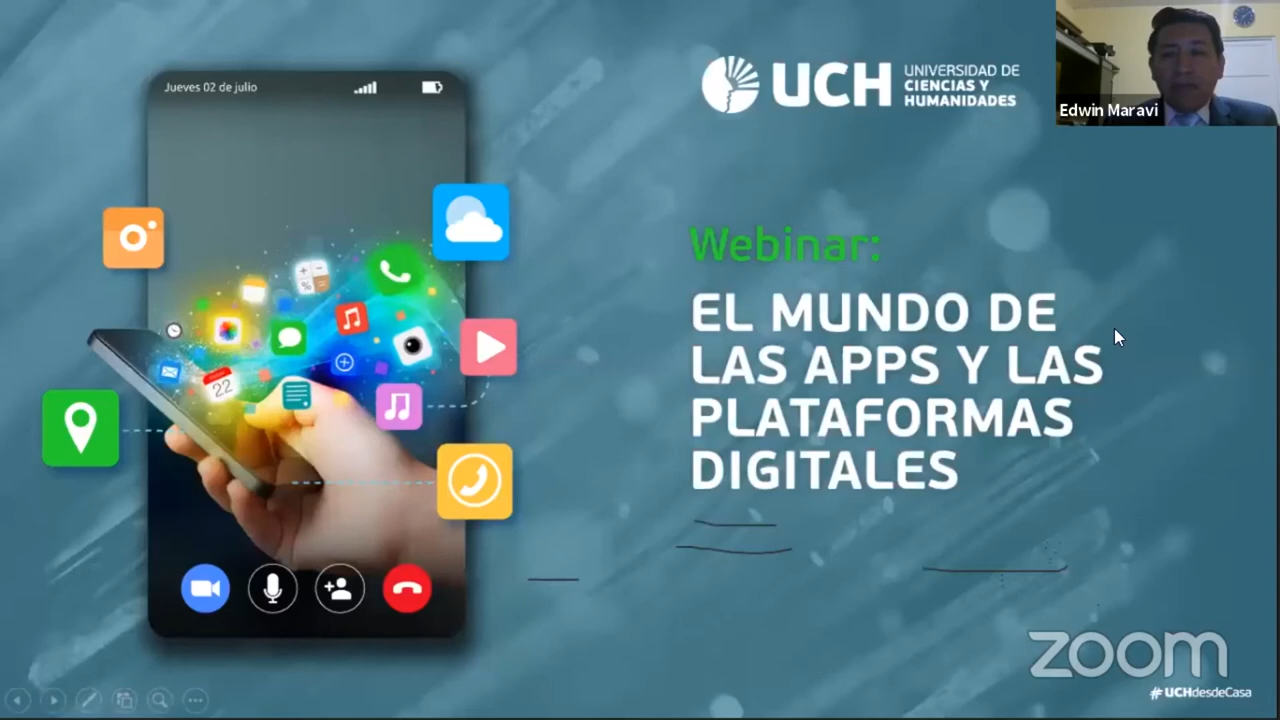 Jueves 02 de julio
UCH
UNIVERSIDAD DE
CIENCIAS Y
HUMANIDADES
Edwin Maravi
Webinar:
EL MUNDO DE
LAS APPS Y LAS
PLATAFORMAS
DIGITALES
22
zoom
#UCHdesdeCasa